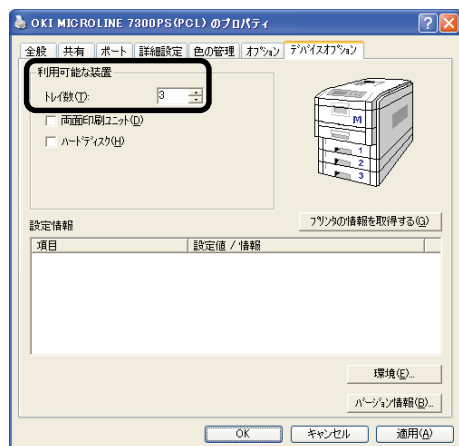 OKI MICROLINE 7300PS(PCL) のプロパティ
全般 共有 ポート 詳細設定 色の管理 オプション デバイスオプション
利用可能な装置
トレイ数(T): 3
両面印刷ユニット(D)
ハードディスク(H)
M
1
2
3
プリンタの情報を取得する(G)
設定情報
項目 設定値 / 情報
環境(E)...
バージョン情報(B)...
OK キャンセル 適用(A)